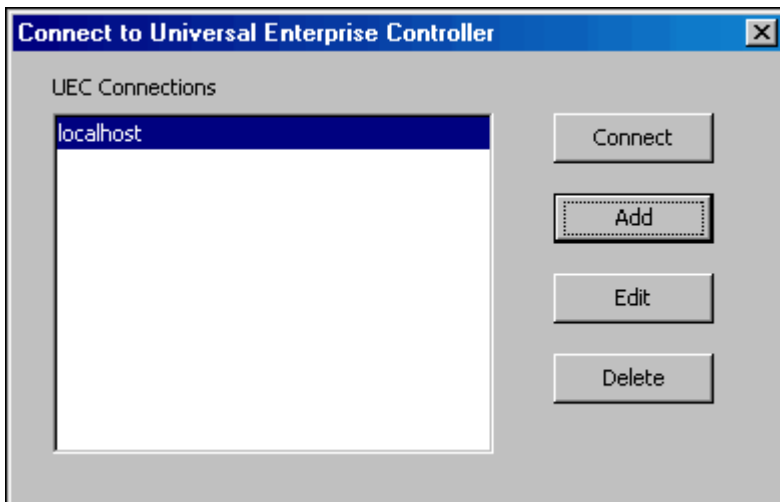 Connect to Universal Enterprise Controller
UEC Connections
localhost
Connect
Add
Edit
Delete